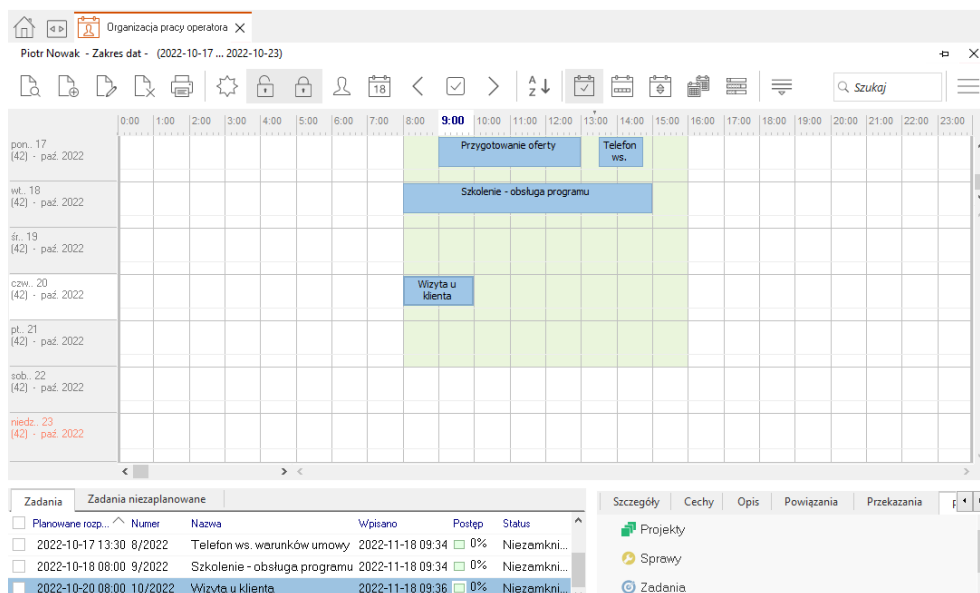 Organizacja pracy operatora
Piotr Nowak - Zakres dat - (2022-10-17 ... 2022-10-23)
18
A
Z
Szukaj
0:00 1:00 2:00 3:00 4:00 5:00 6:00 7:00 8:00 9:00 10:00 11:00 12:00 13:00 14:00 15:00 16:00 17:00 18:00 19:00 20:00 21:00 22:00 23:00
pon.. 17
(42) - paź. 2022
Przygotowanie oferty
Telefon
ws.
wt.. 18
(42) - paź. 2022
Szkolenie - obsługa programu
śr.. 19
(42) - paź. 2022
czw.. 20
(42) - paź. 2022
Wizyta u
klienta
pt.. 21
(42) - paź. 2022
sob.. 22
(42) - paź. 2022
niedz.. 23
(42) - paź. 2022
Zadania Zadania niezaplanowane
Planowane rozp... Numer Nazwa Wpisano Postęp Status
2022-10-17 13:30 8/2022 Telefon ws. warunków umowy 2022-11-18 09:34 0% Niezamkni...
2022-10-18 08:00 9/2022 Szkolenie - obsługa programu 2022-11-18 09:34 0% Niezamkni...
2022-10-20 08:00 10/2022 Wizyta u klienta 2022-11-18 09:36 0% Niezamkni...
Szczegóły Cechy Opis Powiązania Przekazania
Projekty
Sprawy
Zadania